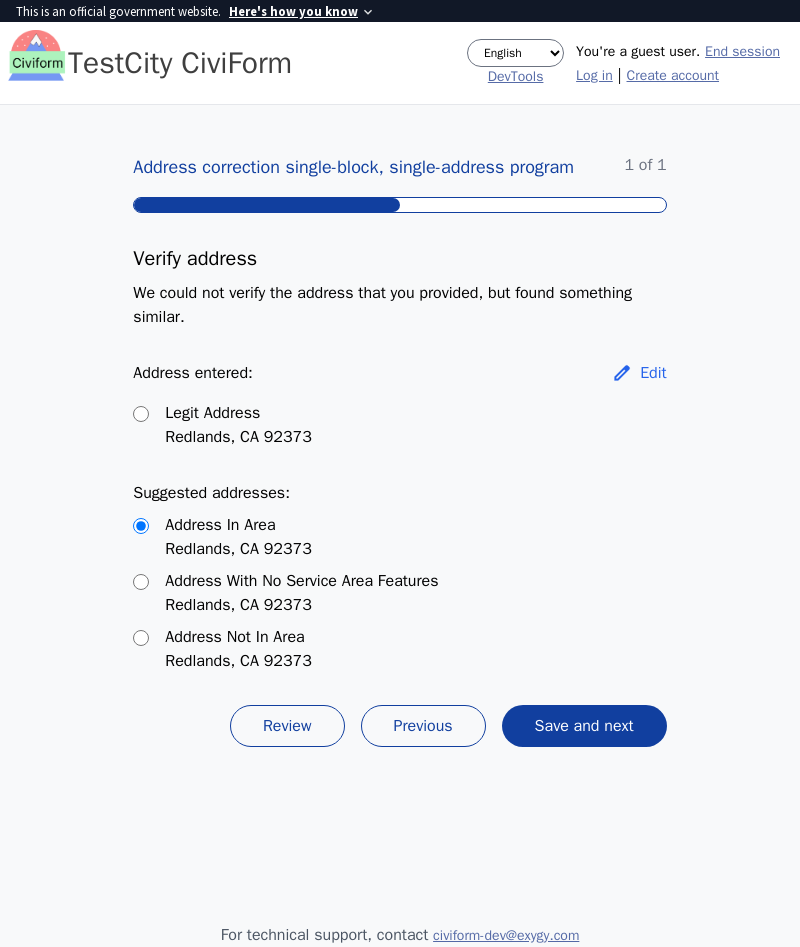 This is an official government website. Here's how you know
Civiform TestCity CiviForm
English
DevTools
You're a guest user. End session
Log in | Create account
Address correction single-block, single-address program
1 of 1
Verify address
We could not verify the address that you provided, but found something
similar.
Address entered:
Edit
Legit Address
Redlands, CA 92373
Suggested addresses:
Address In Area
Redlands, CA 92373
Address With No Service Area Features
Redlands, CA 92373
Address Not In Area
Redlands, CA 92373
Review
Previous
Save and next
For technical support, contact civiform-dev@exygy.com